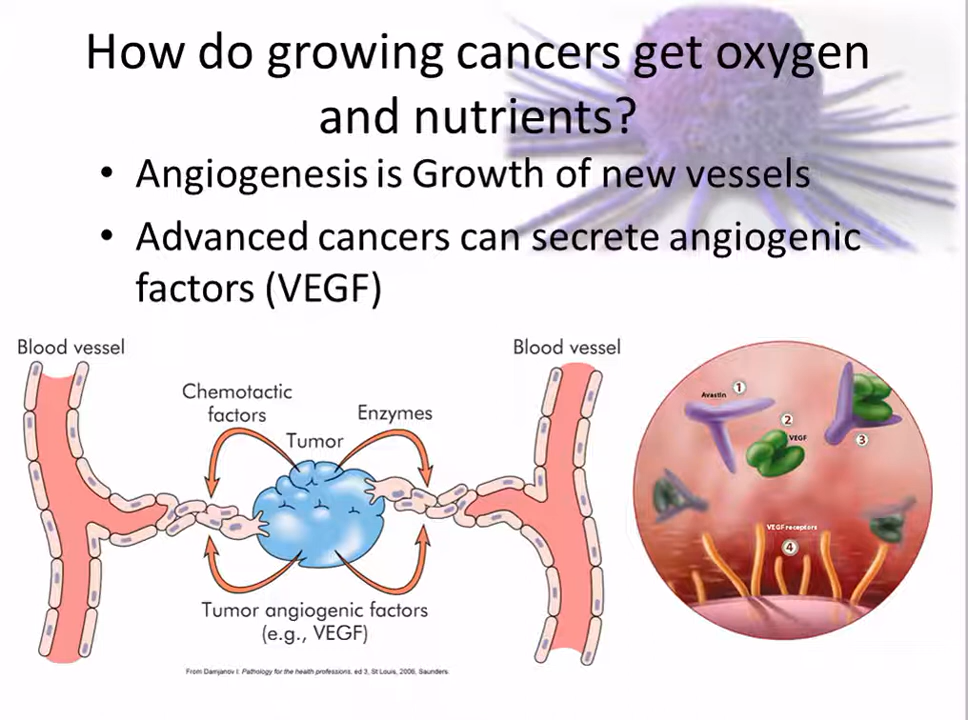 How do growing cancers get oxygen
and nutrients?
• Angiogenesis is Growth of new vessels
• Advanced cancers can secrete angiogenic
factors (VEGF)
Blood vessel
Chemotactic
factors
Enzymes
Tumor
Blood vessel
Tumor angiogenic factors
(e.g., VEGF)
Avastin
1
2
VEGF
3
VEGF receptors
4
From Damjanov I: Pathology for the health professions, ed 3, St Louis, 2006, Saunders.